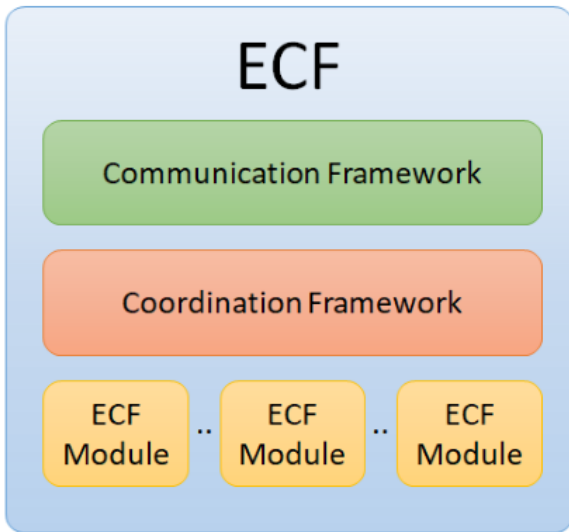 ECF
Communication Framework
Coordination Framework
ECF
Module
..
ECF
Module
..
ECF
Module